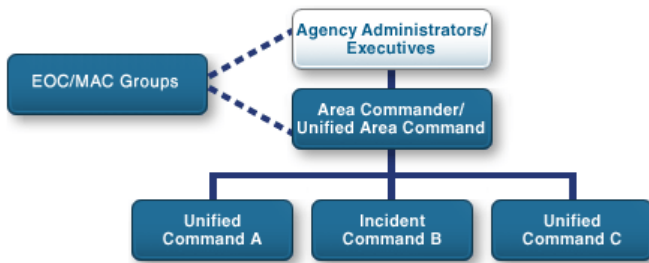 Agency Administrators/
Executives
EOC/MAC Groups
Area Commander/
Unified Area Command
Unified
Command A
Incident
Command B
Unified
Command C